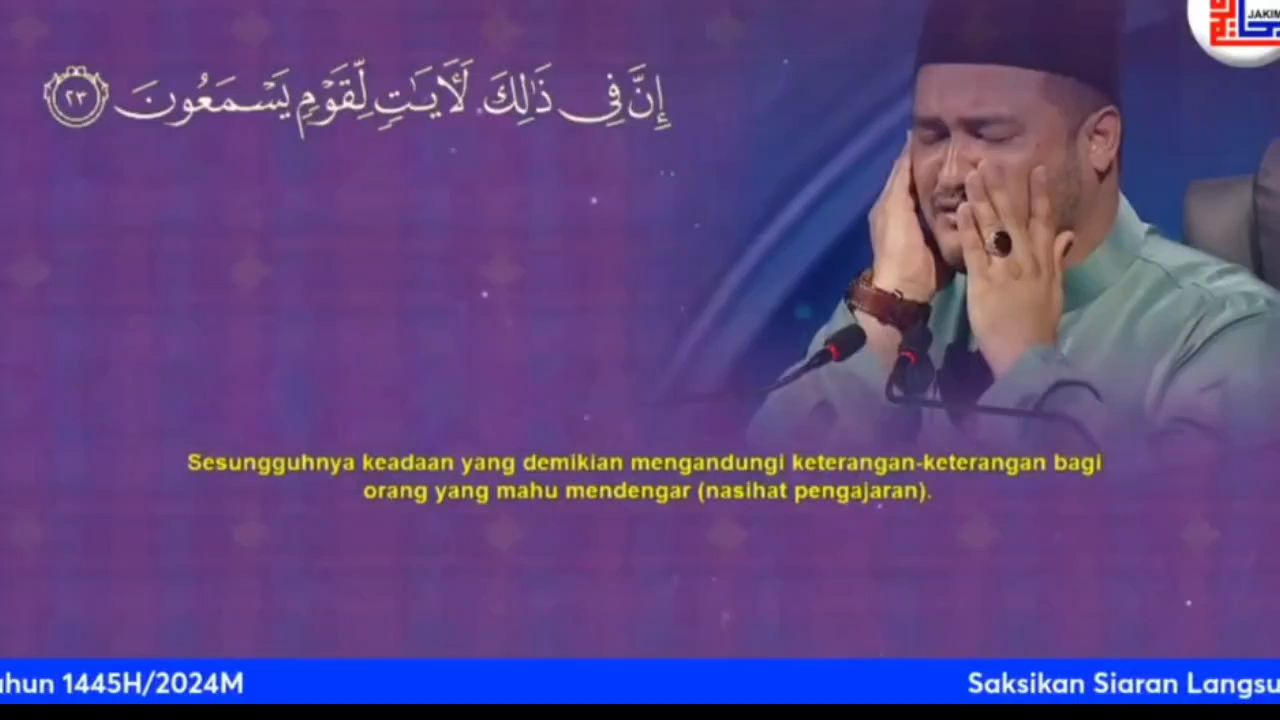 إِنَّ فِي ذَٰلِكَ لَآيَاتٍ لِّقَوْمٍ يَسْمَعُونَ ٢٣
JAKIM
Sesungguhnya keadaan yang demikian mengandungi keterangan-keterangan bagi
orang yang mahu mendengar (nasihat pengajaran).
ahun 1445H/2024M
Saksikan Siaran Langsu